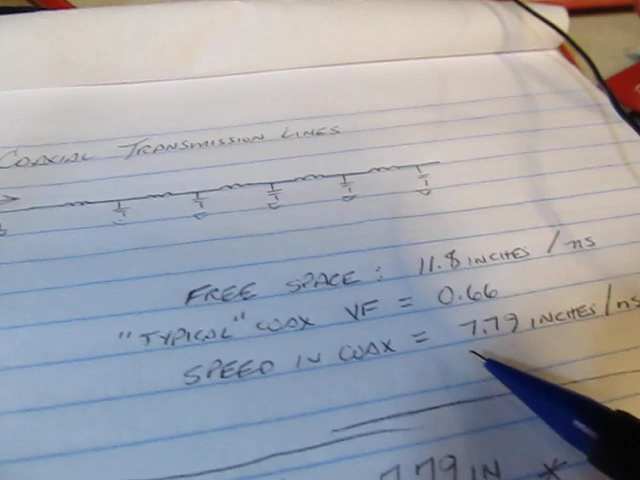 COAXIAL TRANSMISSION LINES
FREE SPACE: 11.8 INCHES / ns
"TYPICAL" COAX VF = 0.66
SPEED IN COAX = 7.79 INCHES / ns
7.79 IN *